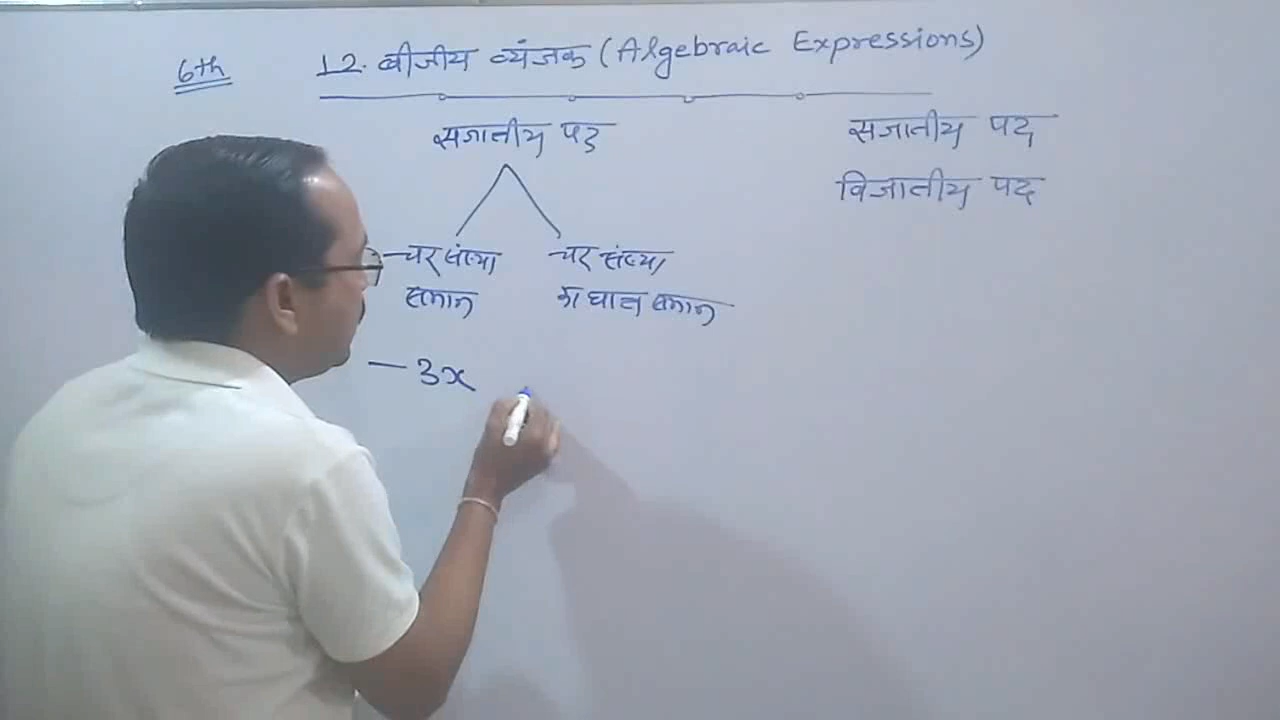 6th
12. बीजीय व्यंजक (Algebraic Expressions)
सजातीय पद
चर संख्या
समान
चर संख्या
का घात समान
— 3x
सजातीय पद
विजातीय पद